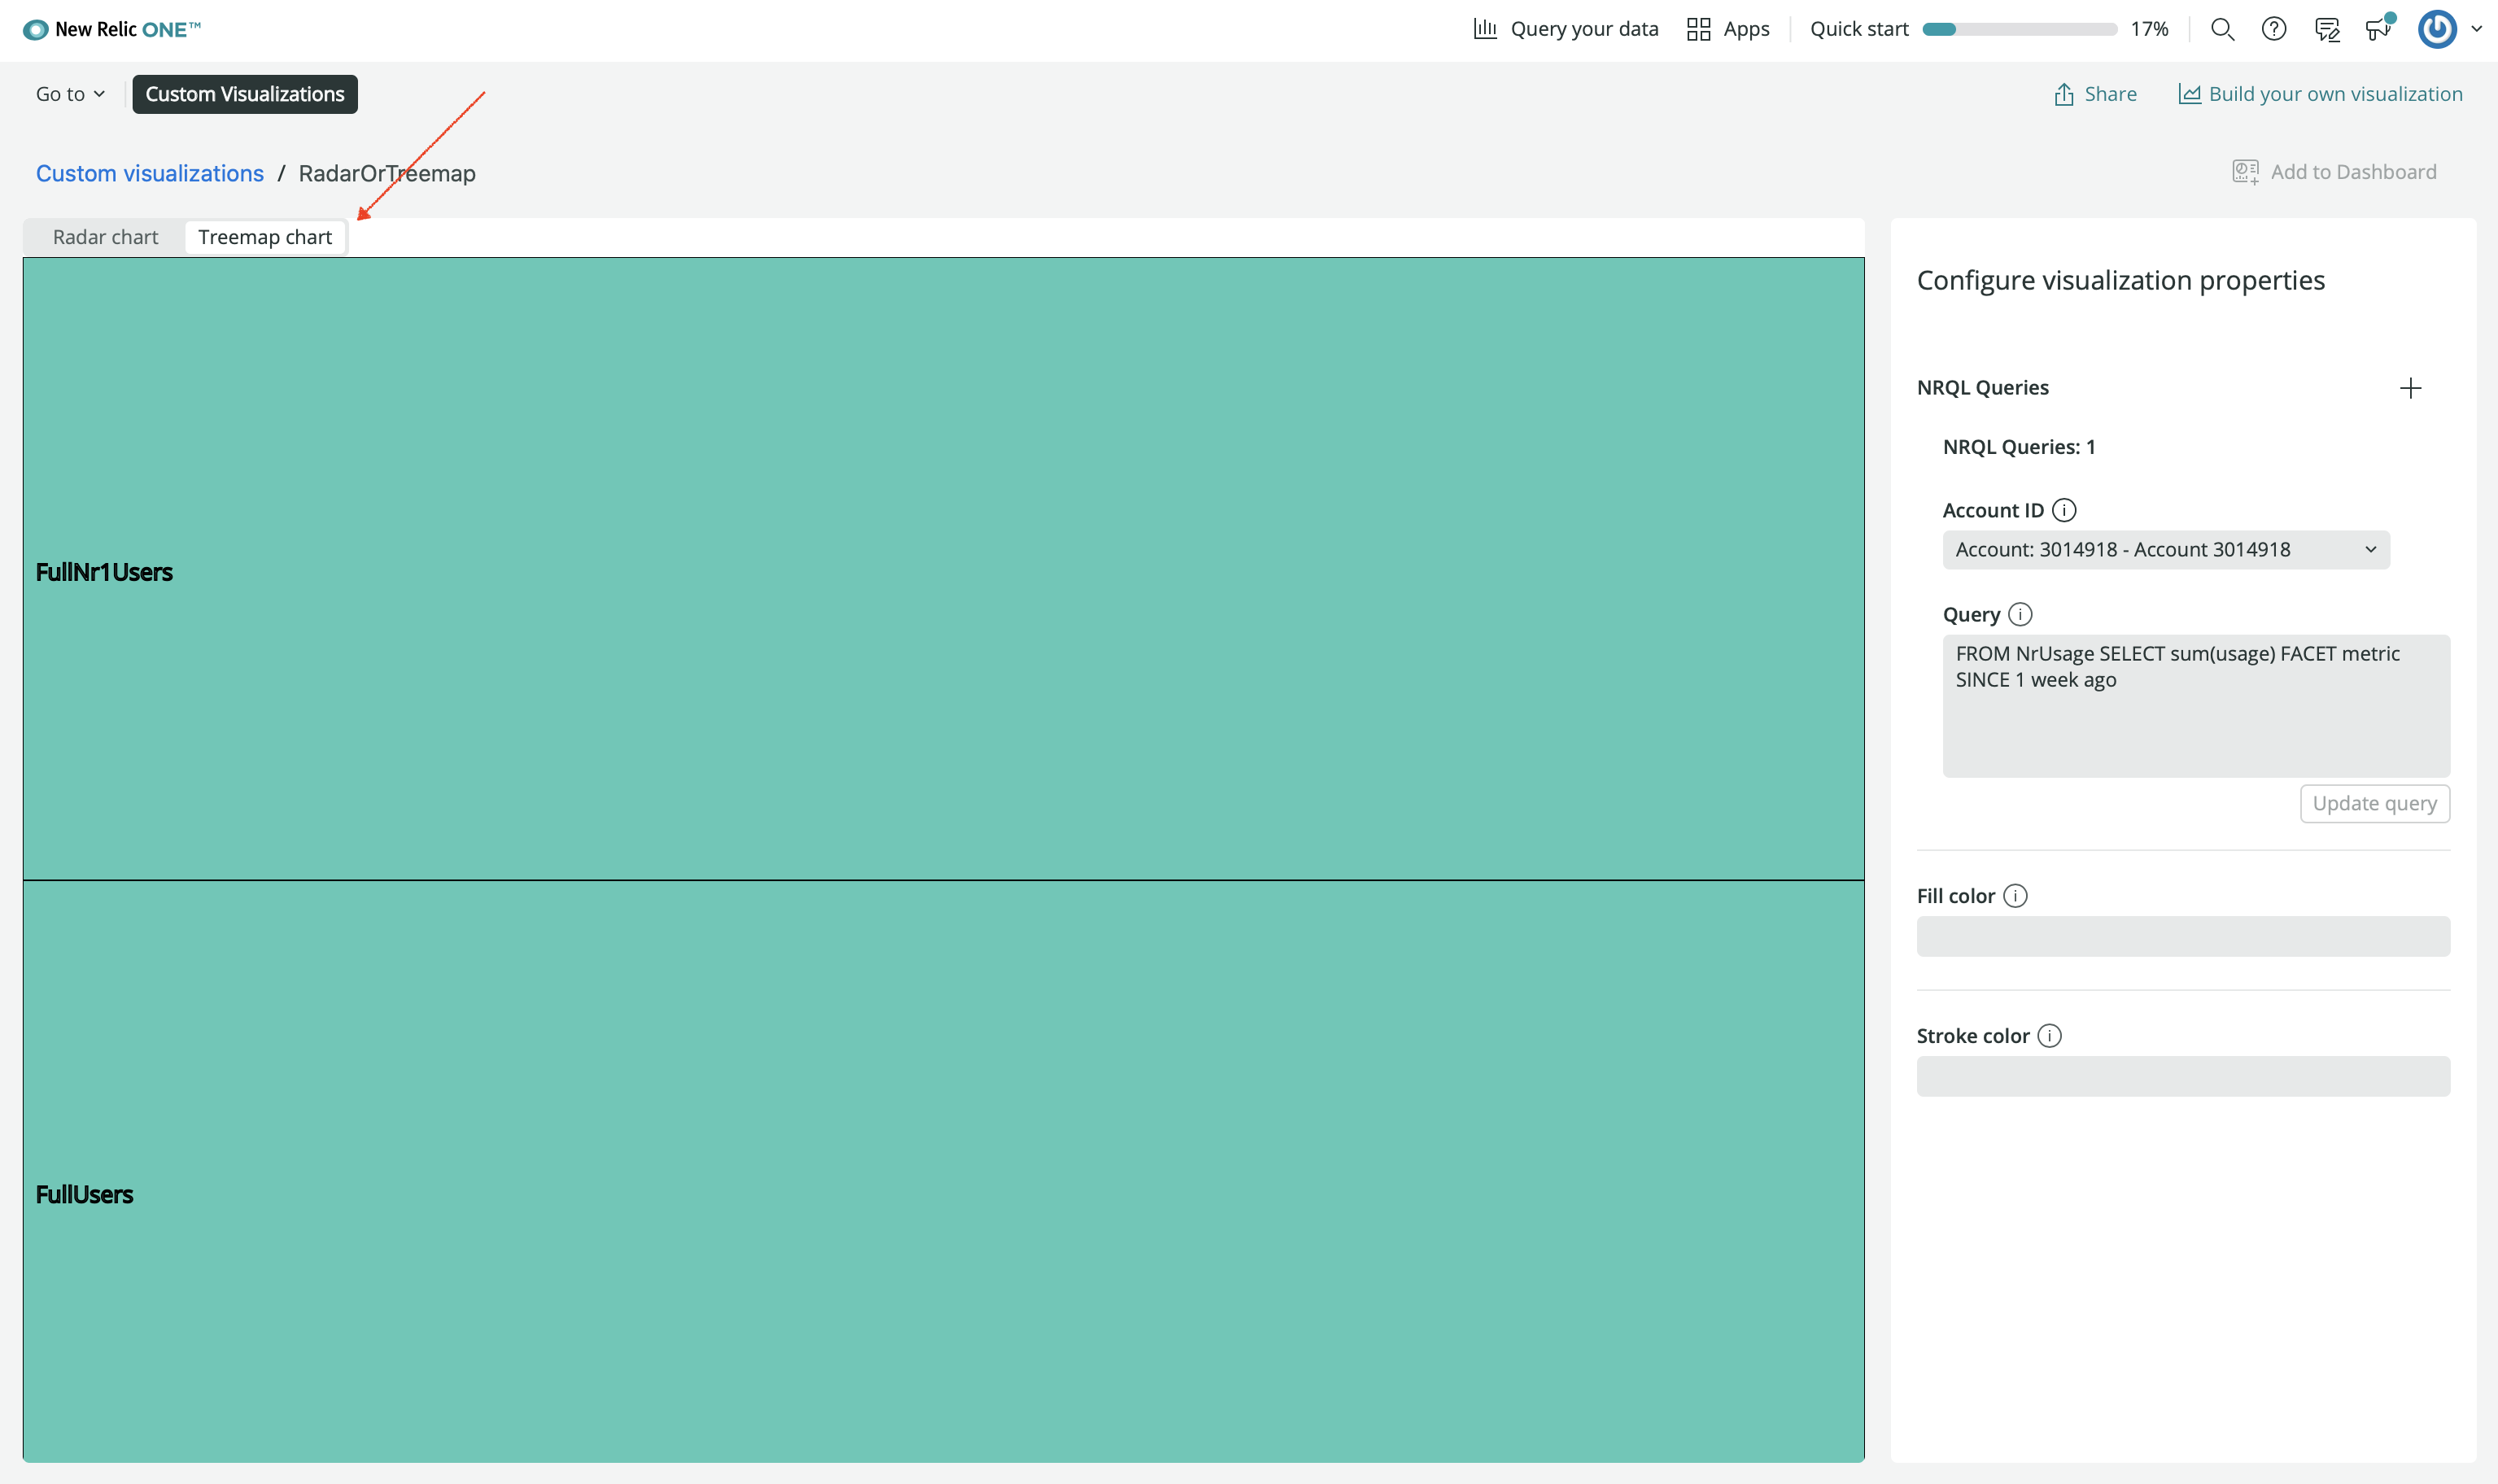 New Relic ONE™
Query your data
Apps
Quick start
17%
Go to
Custom Visualizations
Share
Build your own visualization
Custom visualizations / RadarOrTreemap
Add to Dashboard
Radar chart
Treemap chart
FullNr1Users
FullUsers
Configure visualization properties
NRQL Queries
NRQL Queries: 1
Account ID
Account: 3014918 - Account 3014918
Query
FROM NrUsage SELECT sum(usage) FACET metric
SINCE 1 week ago
Update query
Fill color
Stroke color